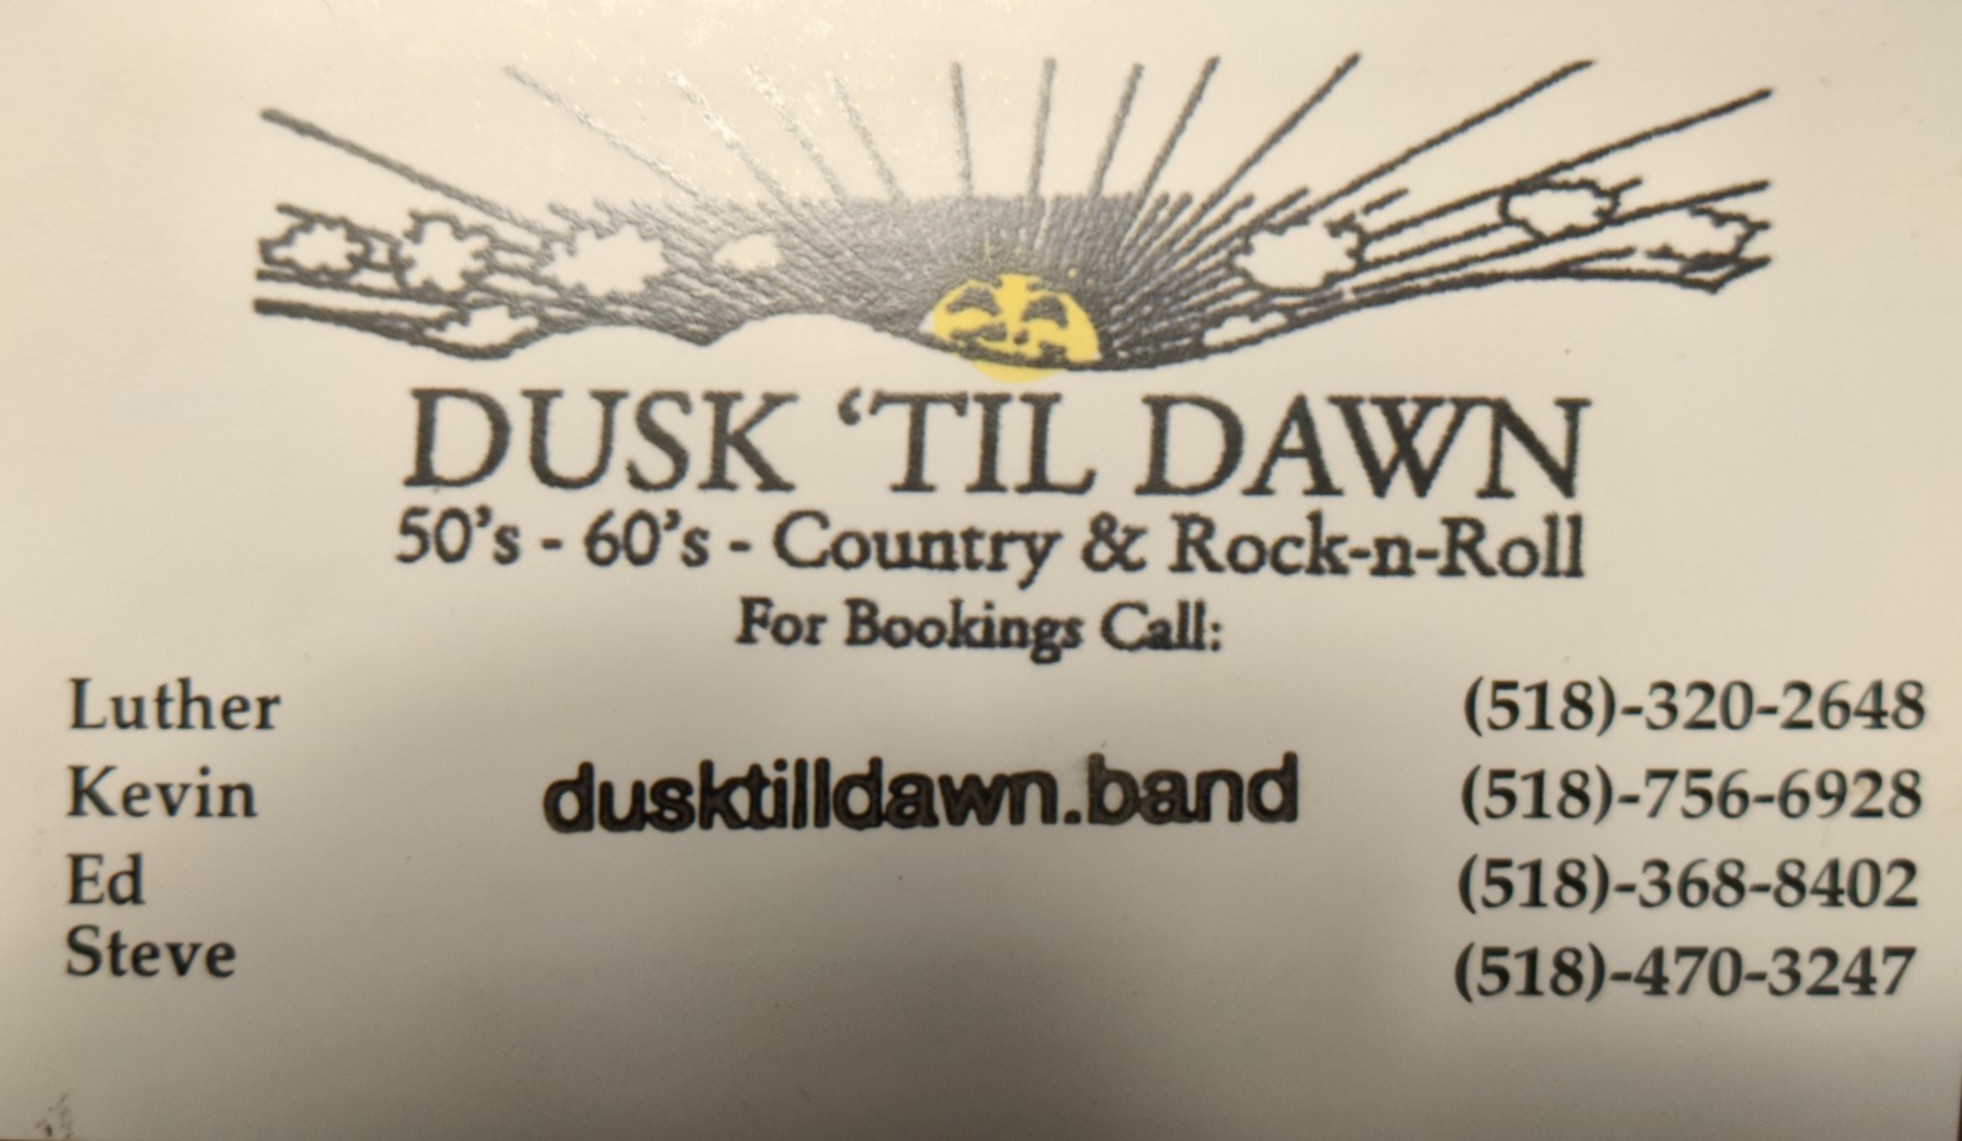 DUSK ‘TIL DAWN
50’s - 60’s - Country & Rock-n-Roll
For Bookings Call:
Luther (518)-320-2648
Kevin dusktilldawn.band (518)-756-6928
Ed (518)-368-8402
Steve (518)-470-3247